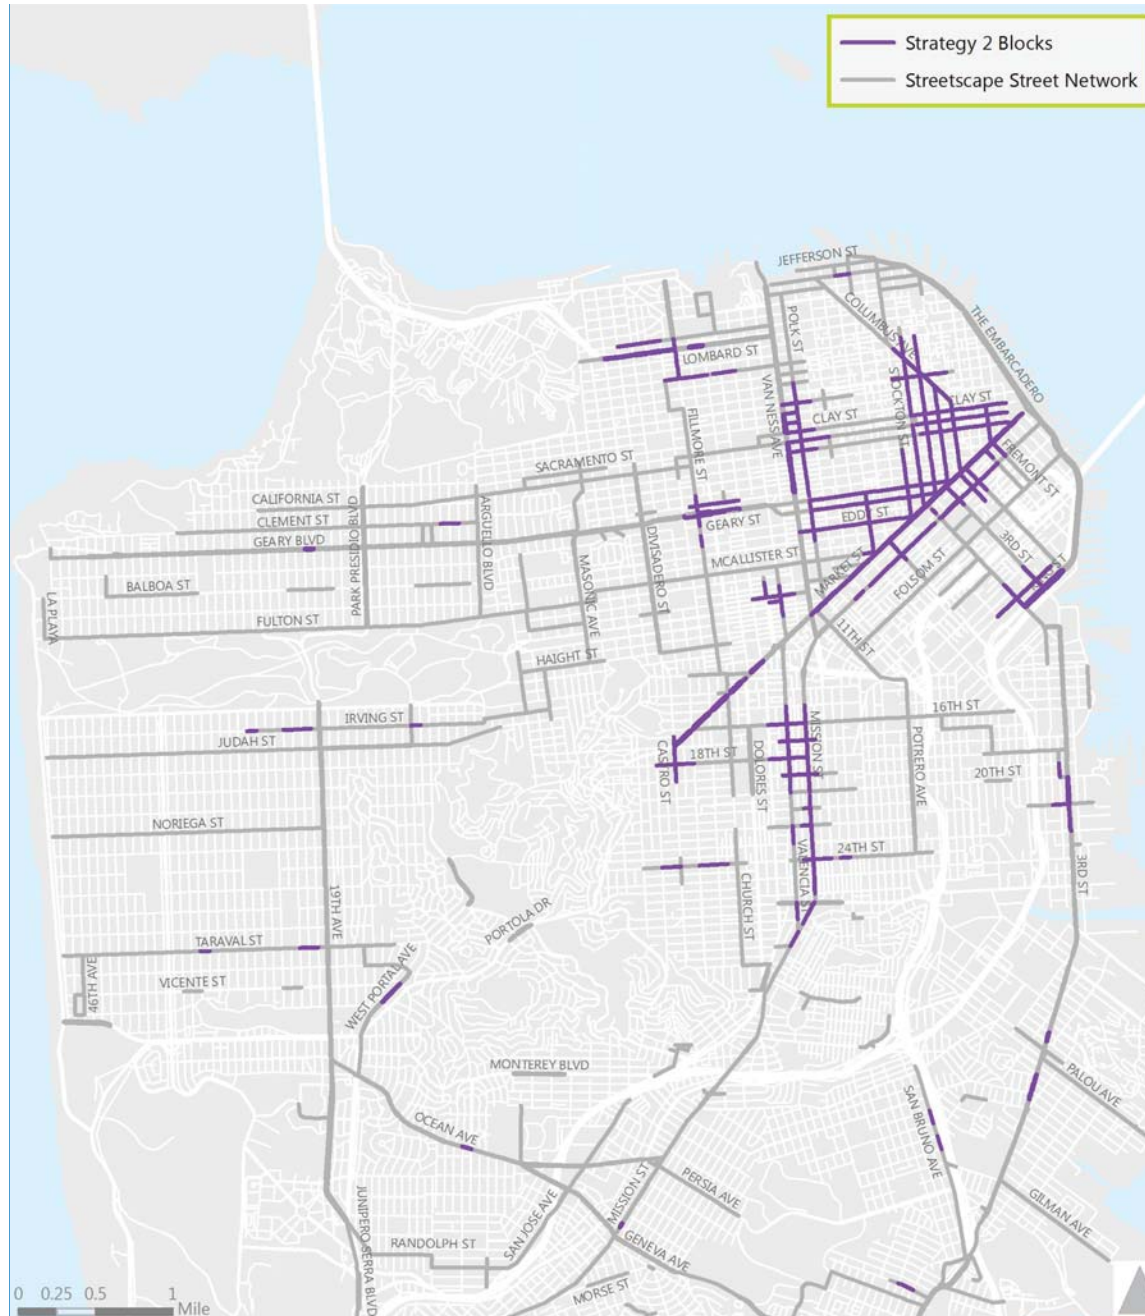 Strategy 2 Blocks
Streetscape Street Network
JEFFERSON ST
COLUMBUS AVE
THE EMBARCADERO
POLK ST
LOMBARD ST
VAN NESS AVE
STOCKTON ST
CLAY ST
CLAY ST
FILLMORE ST
FREMONT ST
SACRAMENTO ST
CALIFORNIA ST
CLEMENT ST
GEARY BLVD
PARK PRESIDIO BLVD
ARGUELLO BLVD
GEARY ST
EDDY ST
DIVISADERO ST
MCALLISTER ST
MASONIC AVE
MARKET ST
FOLSOM ST
3RD ST
KING ST
BALBOA ST
LA PLAYA
FULTON ST
HAIGHT ST
11TH ST
IRVING ST
JUDAH ST
16TH ST
MISSION ST
CASTRO ST
18TH ST
DOLORES ST
POTRERO AVE
20TH ST
NORIEGA ST
24TH ST
VALENCIA ST
CHURCH ST
3RD ST
19TH AVE
PORTOLA DR
TARAVAL ST
WEST PORTAL AVE
VICENTE ST
46TH AVE
MONTEREY BLVD
PALOU AVE
SAN BRUNO AVE
OCEAN AVE
MISSION ST
PERSIA AVE
GILMAN AVE
JUNIPERO SERRA BLVD
SAN JOSE AVE
RANDOLPH ST
GENEVA AVE
MORSE ST
0 0.25 0.5 1
Mile